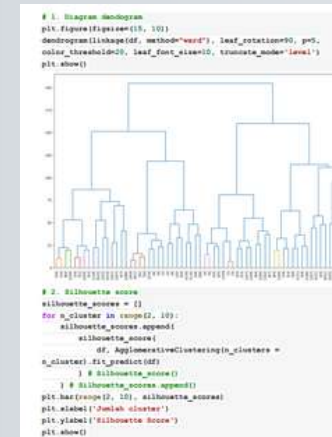 # 1. Diagram dendogram
plt.figure(figsize=(15, 10))
dendrogram(linkage(df, method="ward"), leaf_rotation=90, p=5,
color_threshold=20, leaf_font_size=10, truncate_mode='level')
plt.show()
# 2. Silhouette score
silhouette_scores = []
for n_cluster in range(2, 10):
silhouette_scores.append(
silhouette_score(
df, AgglomerativeClustering(n_clusters =
n_cluster).fit_predict(df)
) # Silhouette_score()
) # Silhouette_scores.append()
plt.bar(range(2, 10), silhouette_scores)
plt.xlabel('Jumlah cluster')
plt.ylabel('Silhouette Score')
plt.show()